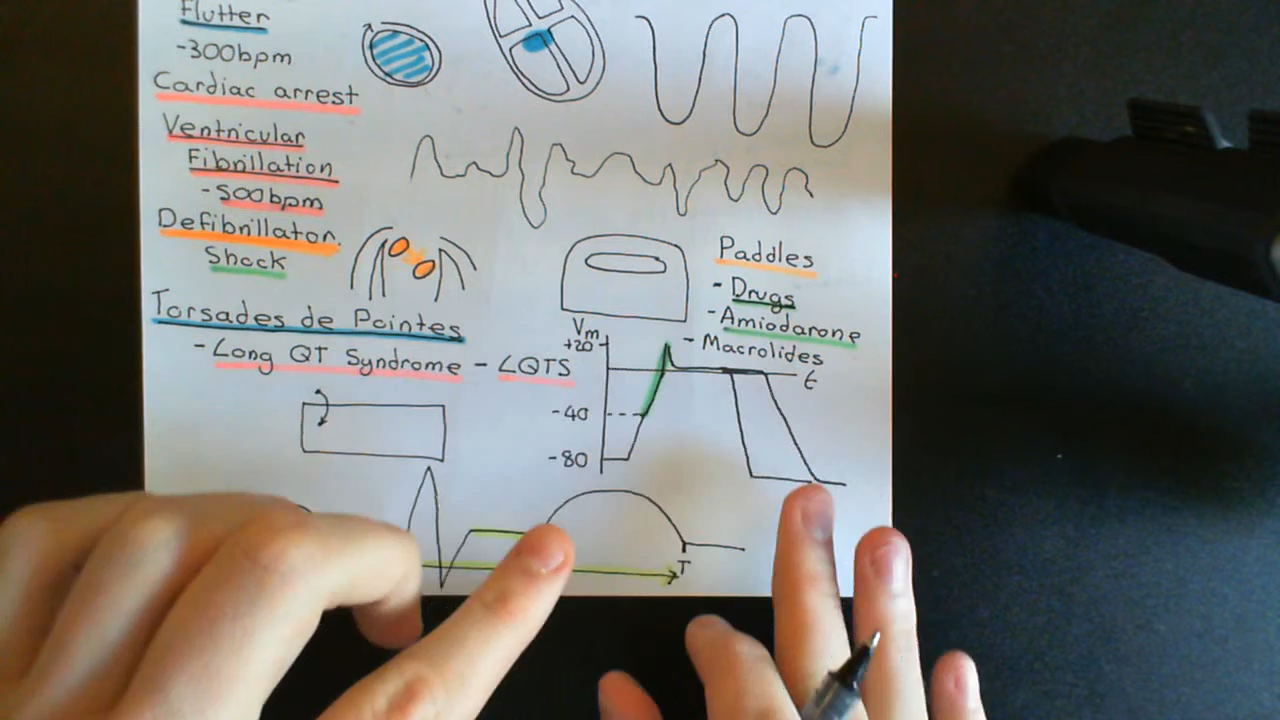 Flutter
-300bpm
Cardiac arrest
Ventricular
Fibrillation
-500bpm
Defibrillator.
Shock
Paddles
- Drugs
- Amiodarone
- Macrolides
Torsades de Pointes
- Long QT Syndrome - LQTS
Vm
+20
t
-40
-80
T